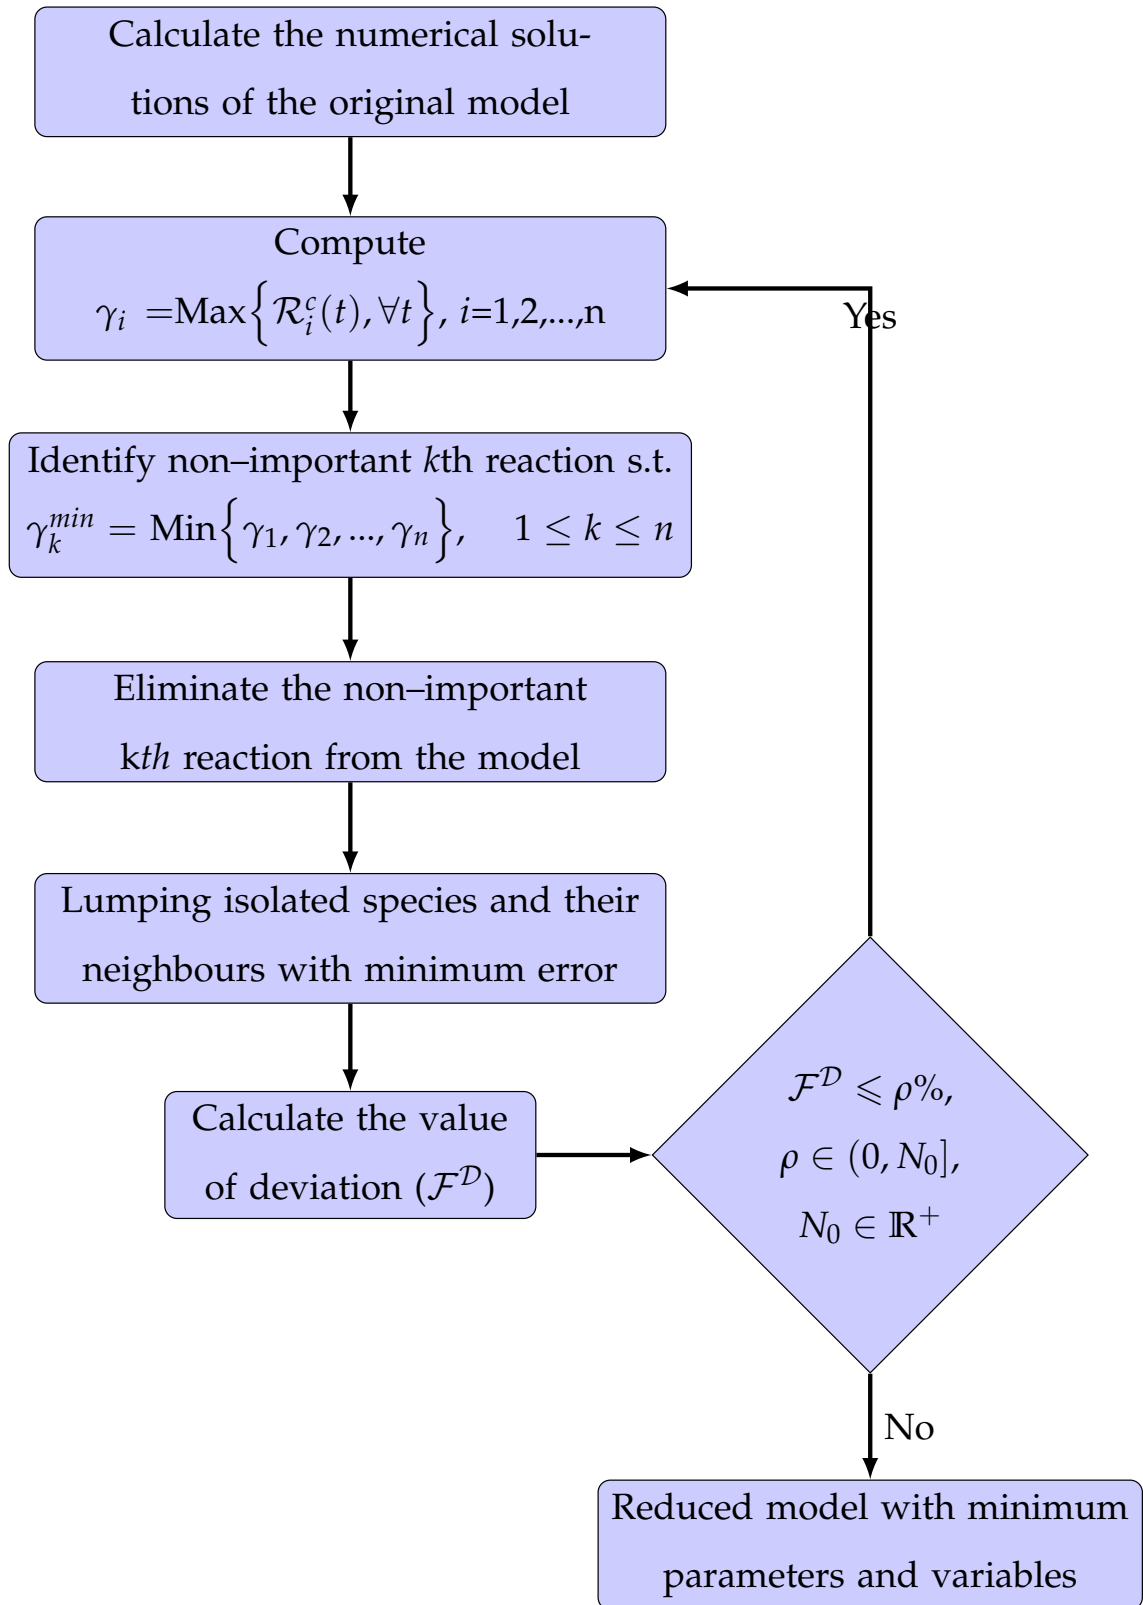 Calculate the numerical solu-
tions of the original model
Compute
γ_i =Max{ℛ_i^c(t), ∀t}, i=1,2,...,n
Identify non–important kth reaction s.t.
γ_k^{min} = Min{γ_1, γ_2, ..., γ_n}, 1 ≤ k ≤ n
Eliminate the non–important
kth reaction from the model
Lumping isolated species and their
neighbours with minimum error
Calculate the value
of deviation (ℱ^𝒟)
ℱ^𝒟 ⩽ ρ%,
ρ ∈ (0, N_0],
N_0 ∈ ℝ^+
Yes
No
Reduced model with minimum
parameters and variables